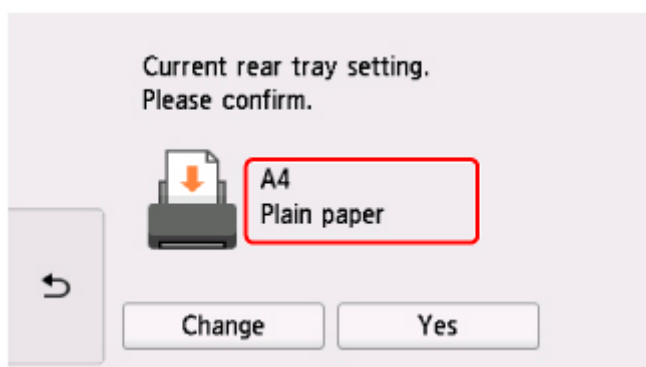 Current rear tray setting.
Please confirm.
A4
Plain paper
Change
Yes